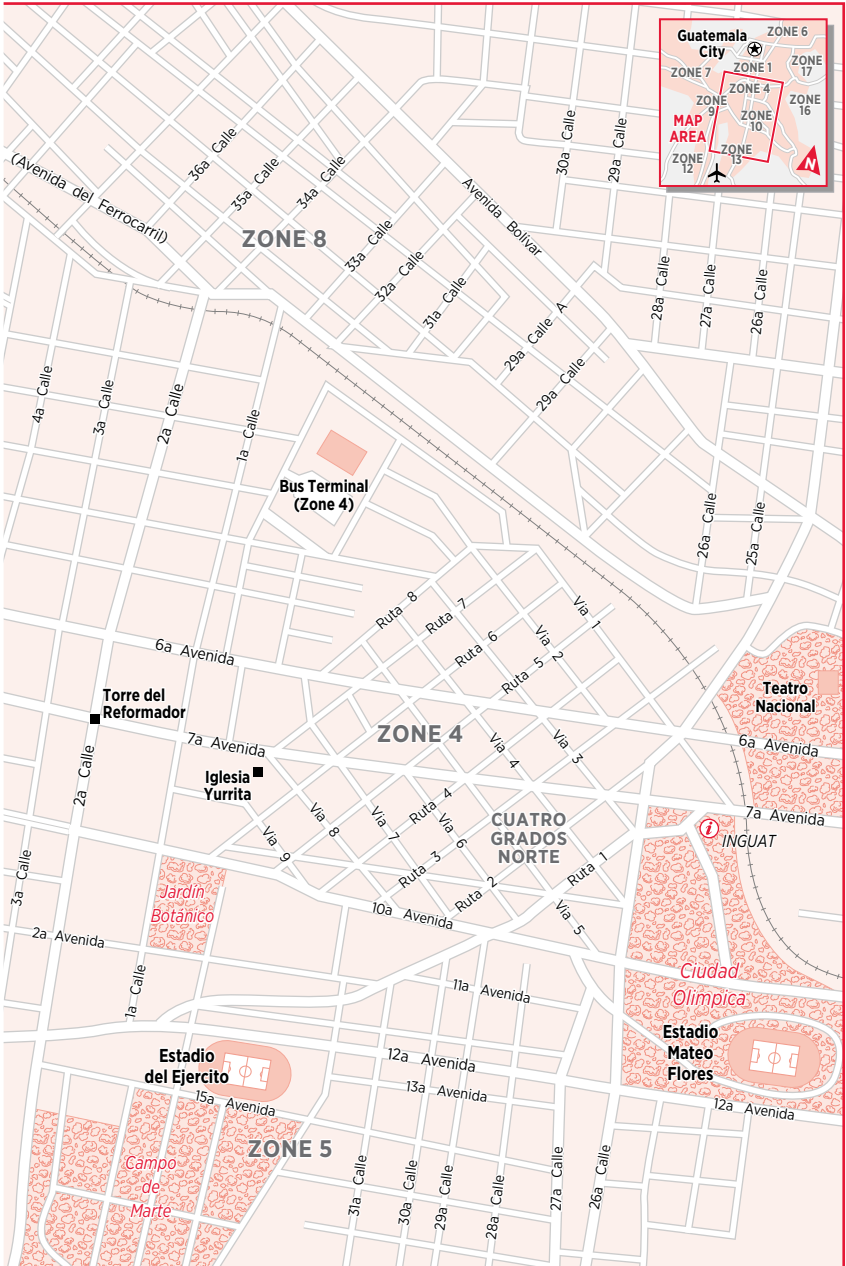 Guatemala
City
ZONE 6
ZONE 1
ZONE
17
ZONE 7
ZONE 4
ZONE
9
ZONE
16
ZONE
10
MAP
AREA
ZONE
12
ZONE
13
N
36a Calle
35a Calle
34a Calle
30a Calle
29a Calle
(Avenida del Ferrocarril)
ZONE 8
Avenida Bolívar
33a Calle
32a Calle
31a Calle
28a Calle
27a Calle
26a Calle
29a Calle A
29a Calle
4a Calle
3a Calle
2a Calle
1a Calle
Bus Terminal
(Zone 4)
26a Calle
25a Calle
Ruta 8
Ruta 7
Ruta 6
Ruta 5
Via 1
Via 2
6a Avenida
Torre del
Reformador
Teatro
Nacional
ZONE 4
7a Avenida
6a Avenida
Via 4
Via 3
2a Calle
Iglesia
Yurrita
7a Avenida
Ruta 4
Via 9
Via 8
Via 7
Via 6
CUATRO
GRADOS
NORTE
i
INGUAT
Ruta 3
Ruta 2
Ruta 1
3a Calle
Jardín
Botánico
10a Avenida
Via 5
2a Avenida
1a Calle
11a Avenida
Ciudad
Olímpica
Estadio
Mateo
Flores
Estadio
del Ejercito
12a Avenida
13a Avenida
15a Avenida
12a Avenida
ZONE 5
Campo
de
Marte
31a Calle
30a Calle
29a Calle
28a Calle
27a Calle
26a Calle